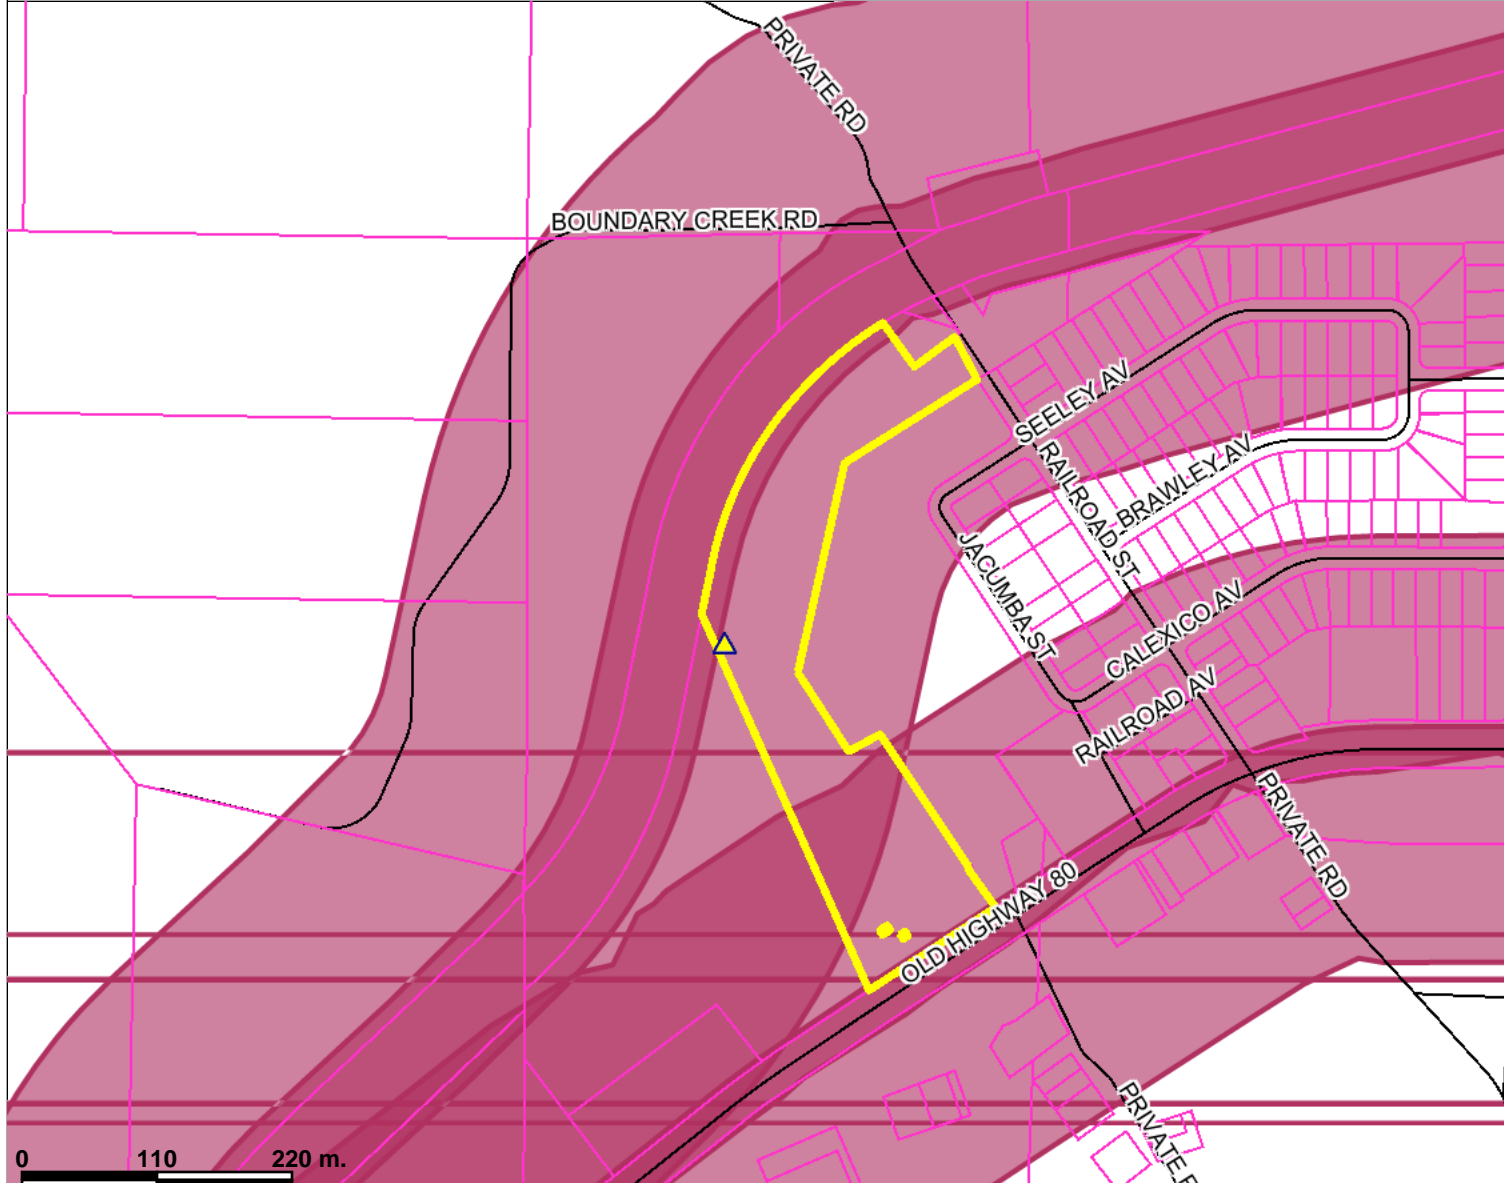 PRIVATE RD
BOUNDARY CREEK RD
SEELEY AV
RAILROAD ST
BRAWLEY AV
JACUMBA ST
CALEXICO AV
RAILROAD AV
PRIVATE RD
OLD HIGHWAY 80
PRIVATE R
0 110 220 m.